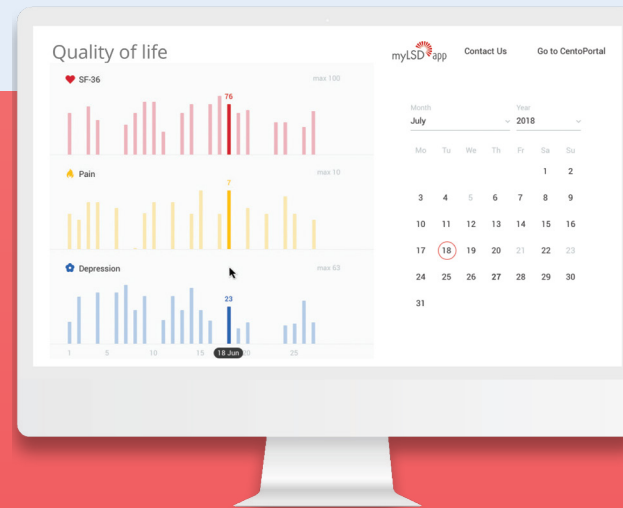 Quality of life
myLSD app
Contact Us
Go to CentoPortal
SF-36
max 100
76
Pain
max 10
7
Depression
max 63
23
1 5 10 15 18 Jun 20 25
Month Year
July 2018
Mo Tu We Th Fr Sa Su
1 2
3 4 5 6 7 8 9
10 11 12 13 14 15 16
17 18 19 20 21 22 23
24 25 26 27 28 29 30
31